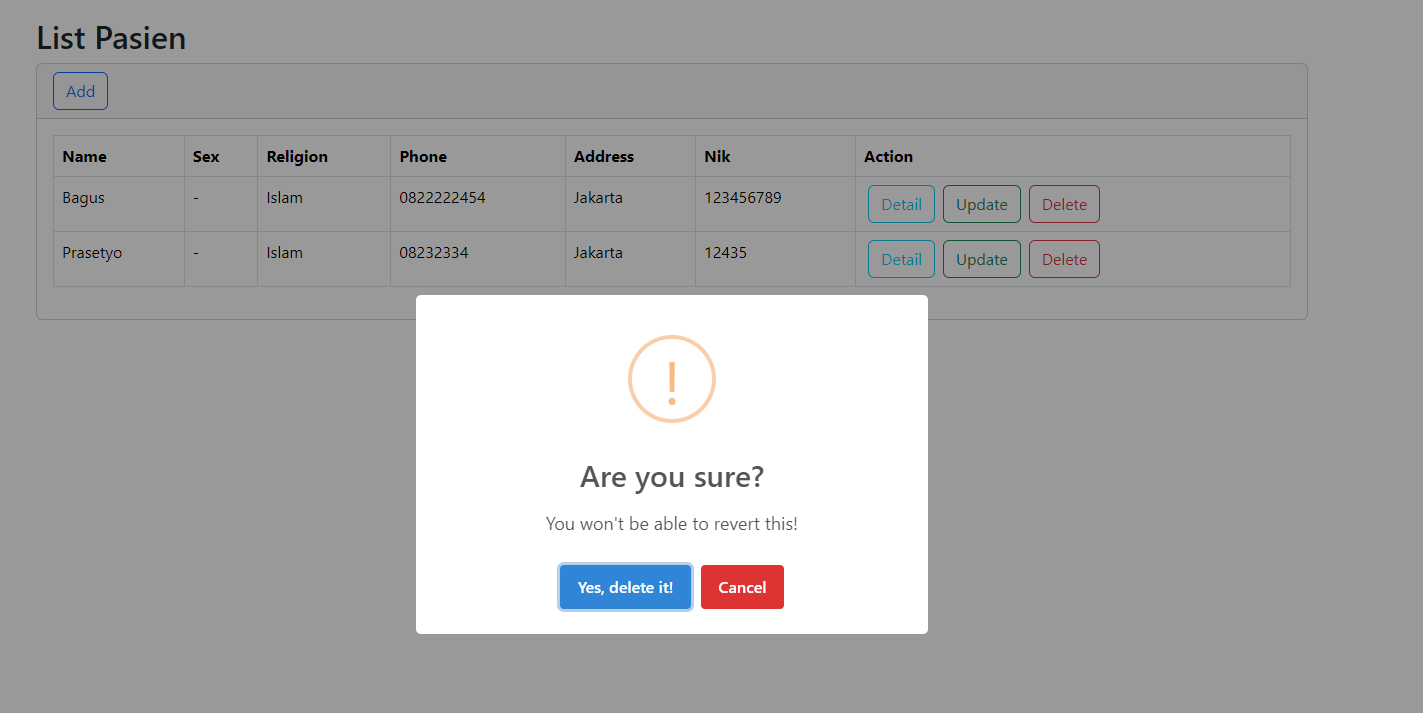 List Pasien
Add
Name Sex Religion Phone Address Nik Action
Bagus - Islam 0822222454 Jakarta 123456789 Detail Update Delete
Prasetyo - Islam 08232334 Jakarta 12435 Detail Update Delete
!
Are you sure?
You won't be able to revert this!
Yes, delete it! Cancel